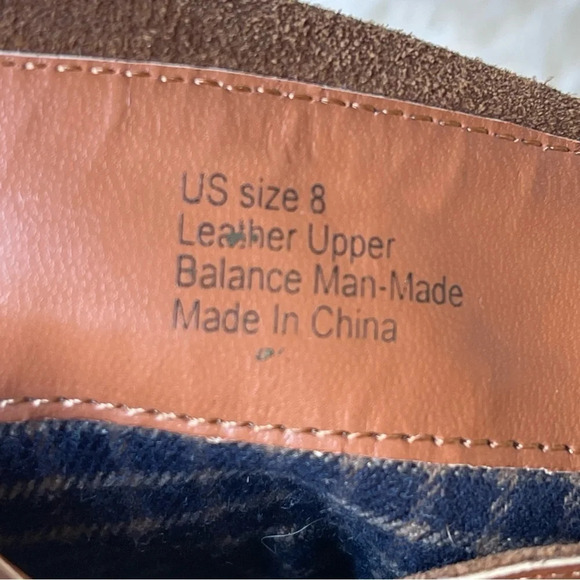 US size 8
Leather Upper
Balance Man-Made
Made In China